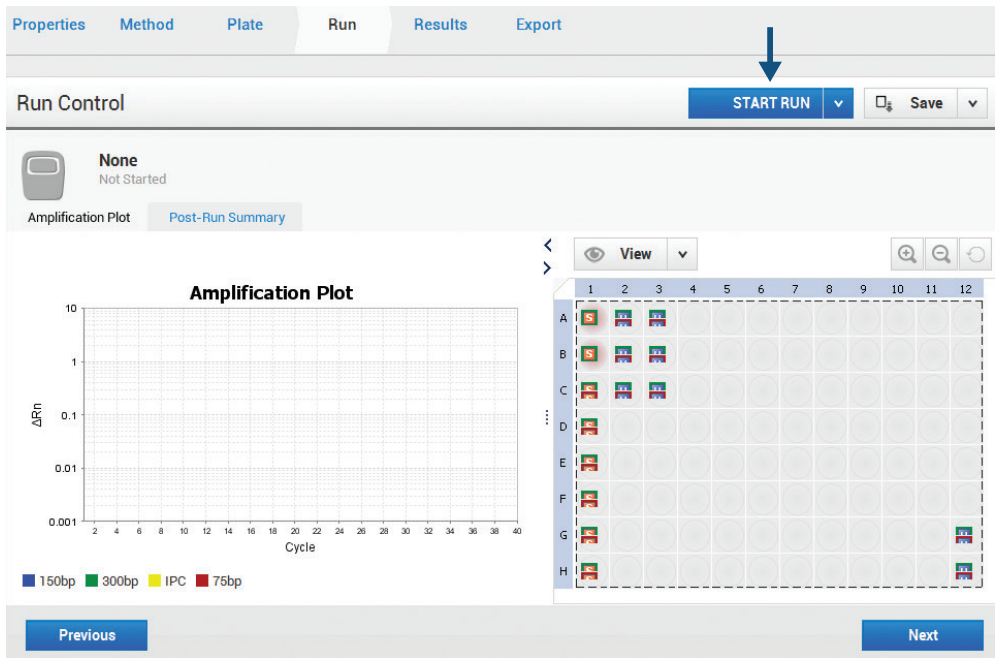 Properties Method Plate Run Results Export
Run Control
START RUN
Save
None
Not Started
Amplification Plot Post-Run Summary
View
Amplification Plot
10
1
0.1
0.01
0.001
ΔRn
2 4 6 8 10 12 14 16 18 20 22 24 26 28 30 32 34 36 38 40
Cycle
150bp 300bp IPC 75bp
1 2 3 4 5 6 7 8 9 10 11 12
A S
B S
C
D
E
F
G
H
Previous Next